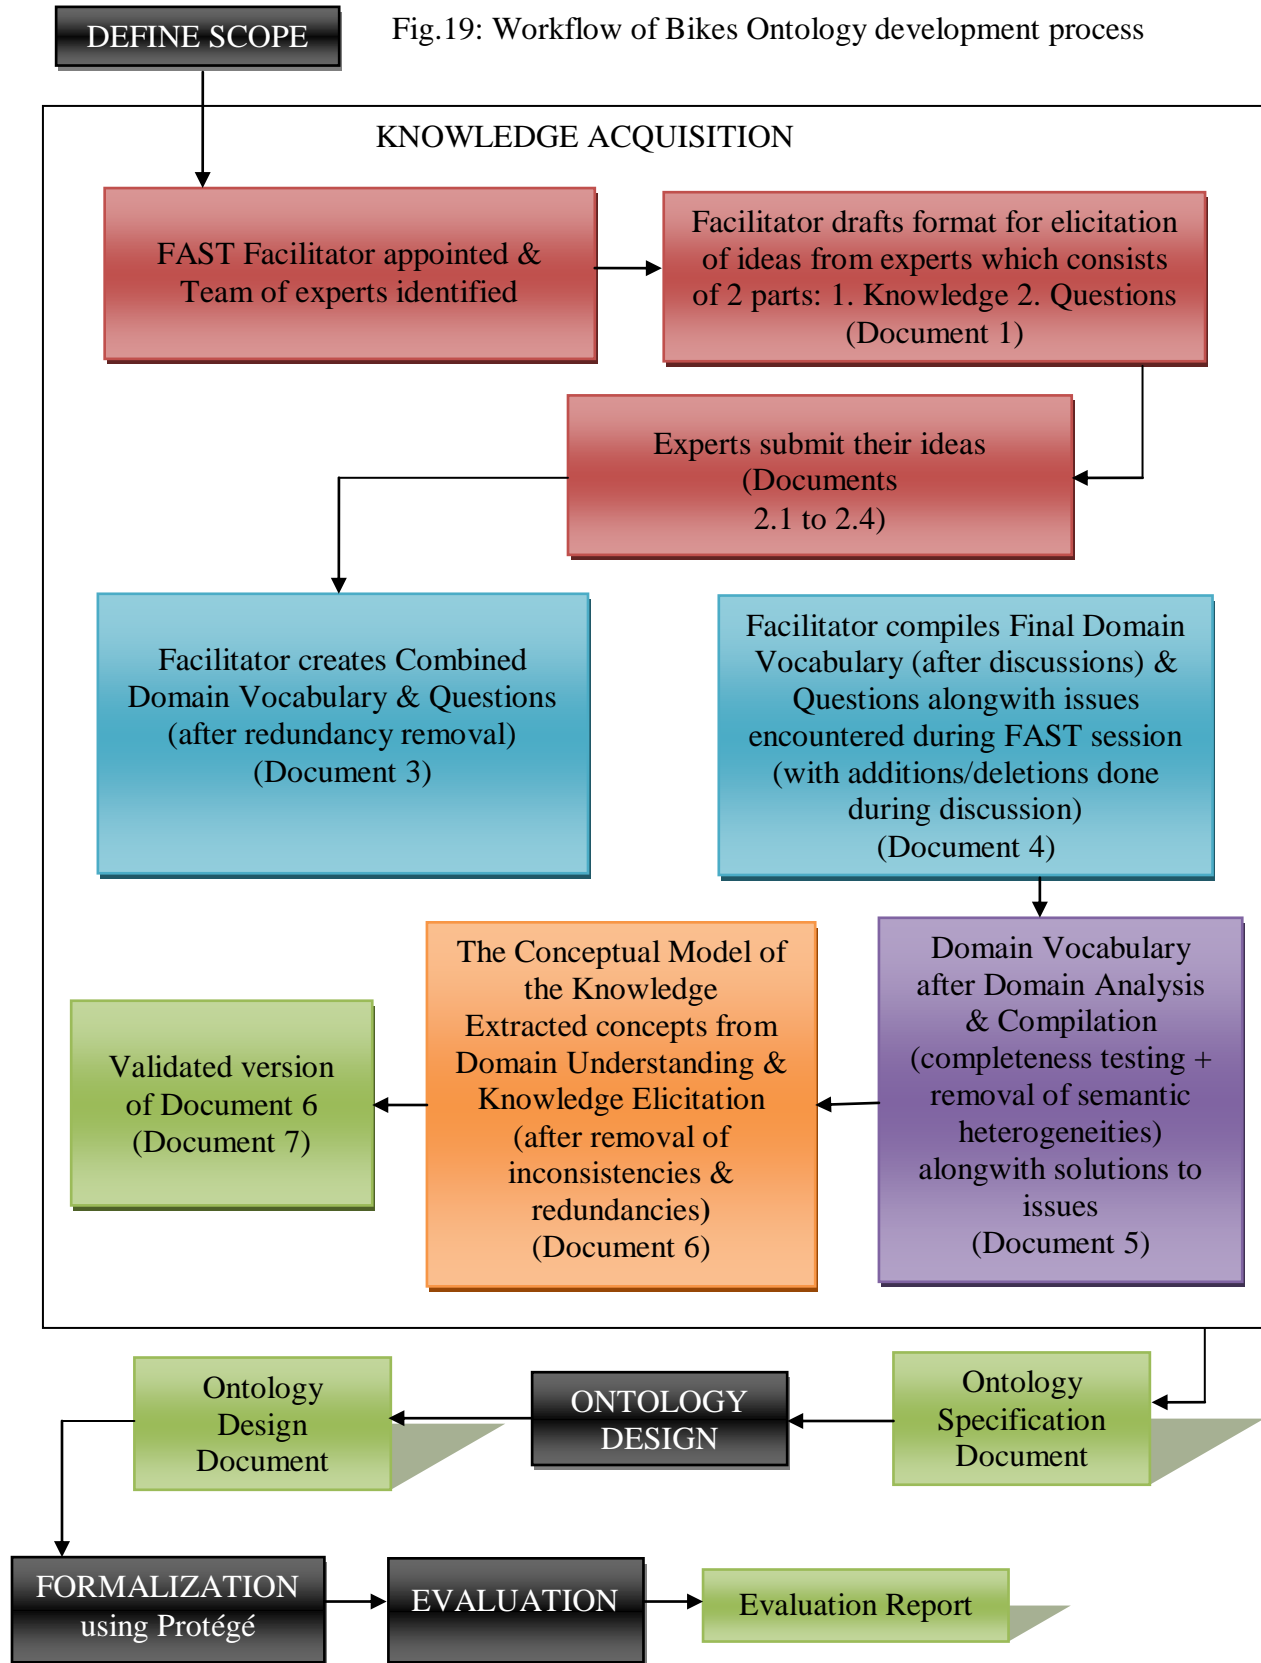 DEFINE SCOPE
Fig.19: Workflow of Bikes Ontology development process
KNOWLEDGE ACQUISITION
FAST Facilitator appointed &
Team of experts identified
Facilitator drafts format for elicitation
of ideas from experts which consists
of 2 parts: 1. Knowledge 2. Questions
(Document 1)
Experts submit their ideas
(Documents
2.1 to 2.4)
Facilitator creates Combined
Domain Vocabulary & Questions
(after redundancy removal)
(Document 3)
Facilitator compiles Final Domain
Vocabulary (after discussions) &
Questions alongwith issues
encountered during FAST session
(with additions/deletions done
during discussion)
(Document 4)
Domain Vocabulary
after Domain Analysis
& Compilation
(completeness testing +
removal of semantic
heterogeneities)
alongwith solutions to
issues
(Document 5)
The Conceptual Model of
the Knowledge
Extracted concepts from
Domain Understanding &
Knowledge Elicitation
(after removal of
inconsistencies &
redundancies)
(Document 6)
Validated version
of Document 6
(Document 7)
Ontology
Specification
Document
ONTOLOGY
DESIGN
Ontology
Design
Document
FORMALIZATION
using Protégé
EVALUATION
Evaluation Report